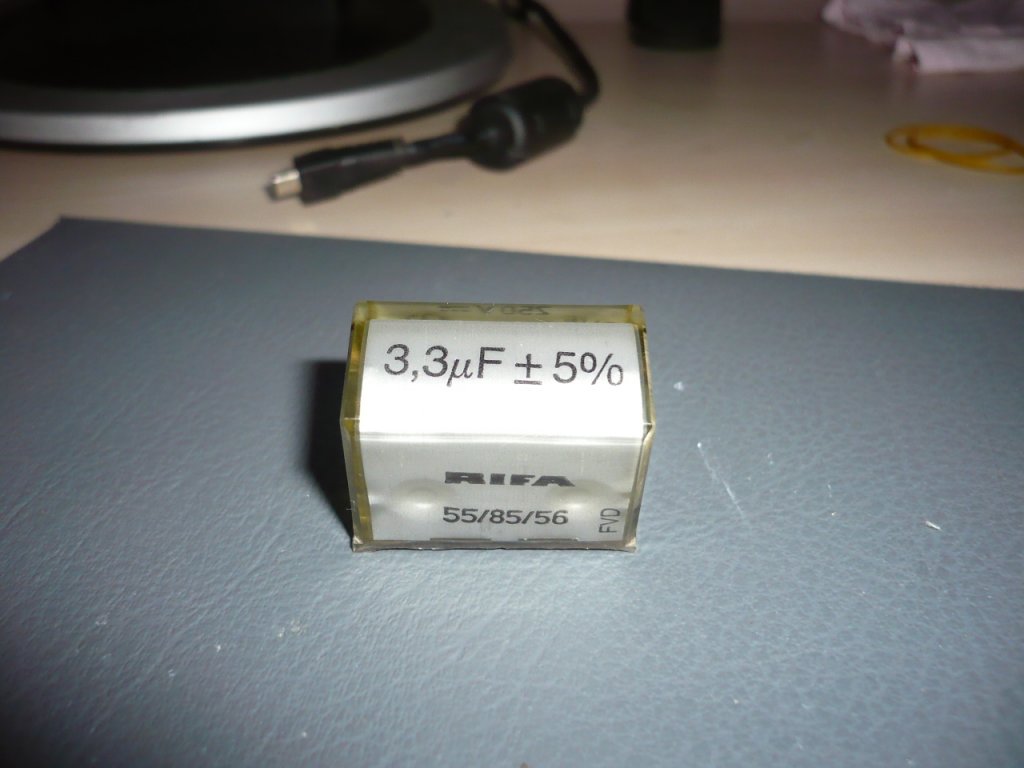 3,3µF ± 5%
RIFA
55/85/56
FVD